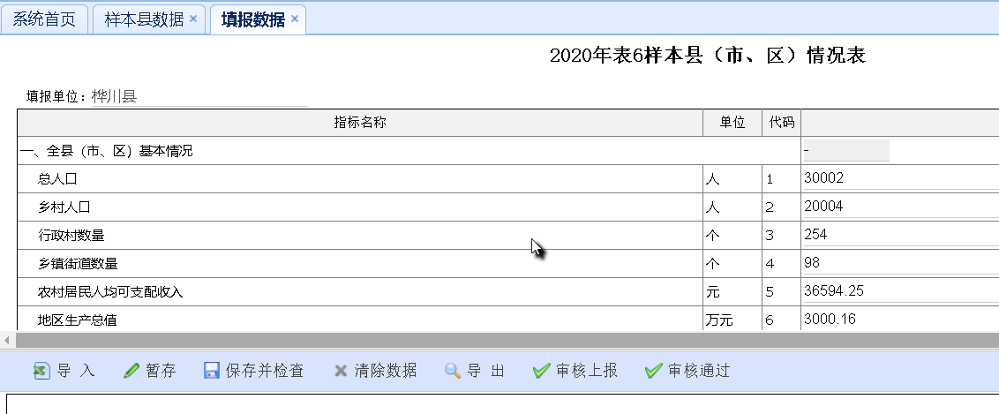 系统首页 样本县数据 × 填报数据 ×
2020年表6样本县（市、区）情况表
填报单位：桦川县
指标名称 单位 代码
一、全县（市、区）基本情况 -
总人口 人 1 30002
乡村人口 人 2 20004
行政村数量 个 3 254
乡镇街道数量 个 4 98
农村居民人均可支配收入 元 5 36594.25
地区生产总值 万元 6 3000.16
导 入 暂存 保存并检查 清除数据 导 出 审核上报 审核通过